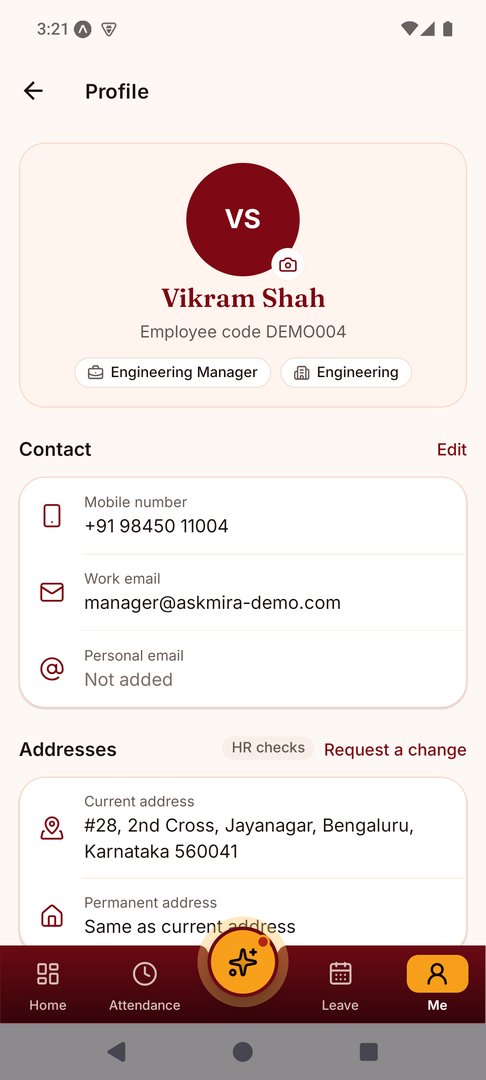 3:21
Profile
VS
Vikram Shah
Employee code DEMO004
Engineering Manager
Engineering
Contact
Edit
Mobile number
+91 98450 11004
Work email
manager@askmira-demo.com
Personal email
Not added
Addresses
HR checks
Request a change
Current address
#28, 2nd Cross, Jayanagar, Bengaluru,
Karnataka 560041
Permanent address
Same as current address
Home
Attendance
Leave
Me